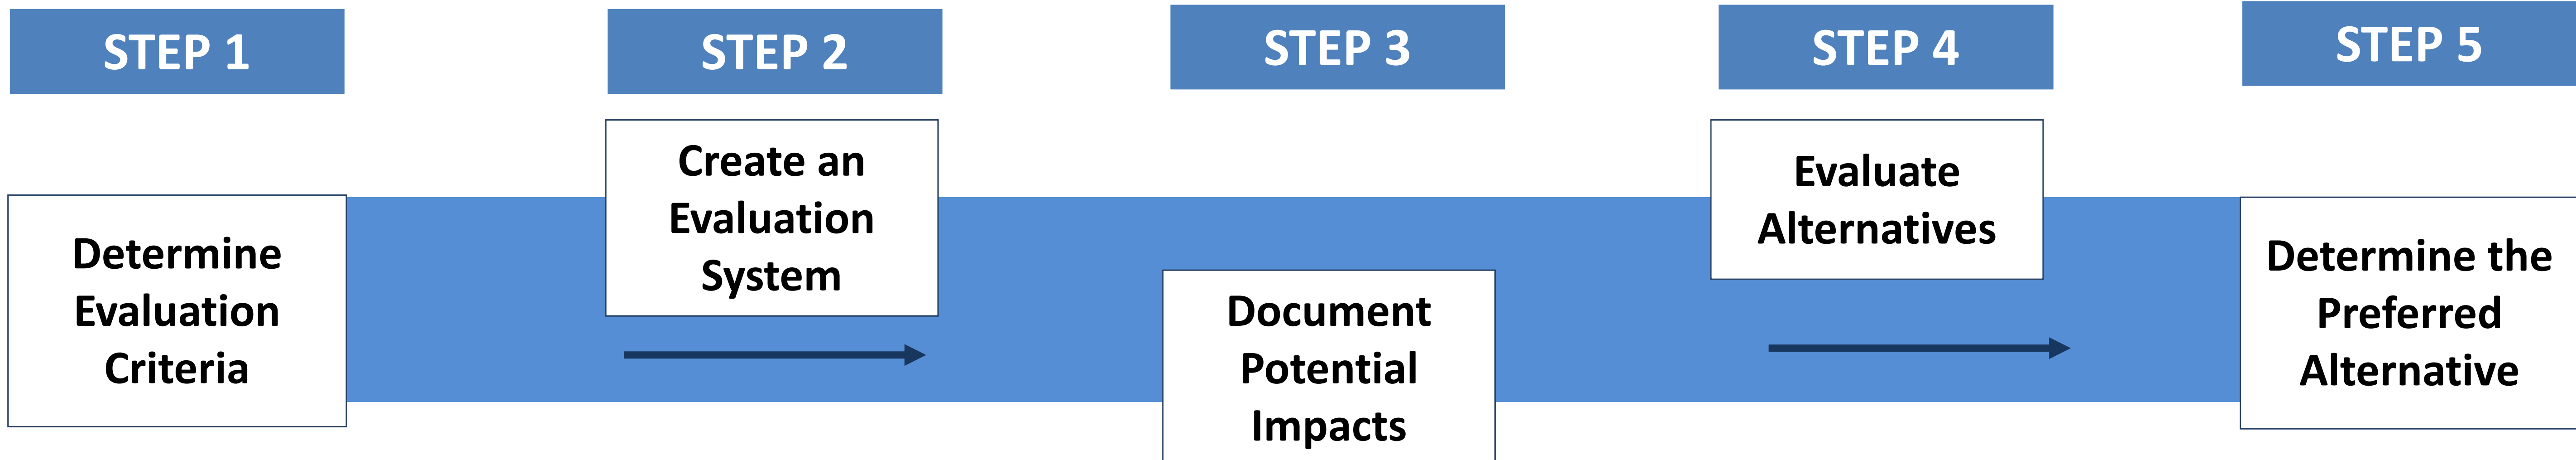 STEP 1
STEP 2
STEP 3
STEP 4
STEP 5
Determine
Evaluation
Criteria
Create an
Evaluation
System
Document
Potential
Impacts
Evaluate
Alternatives
Determine the
Preferred
Alternative